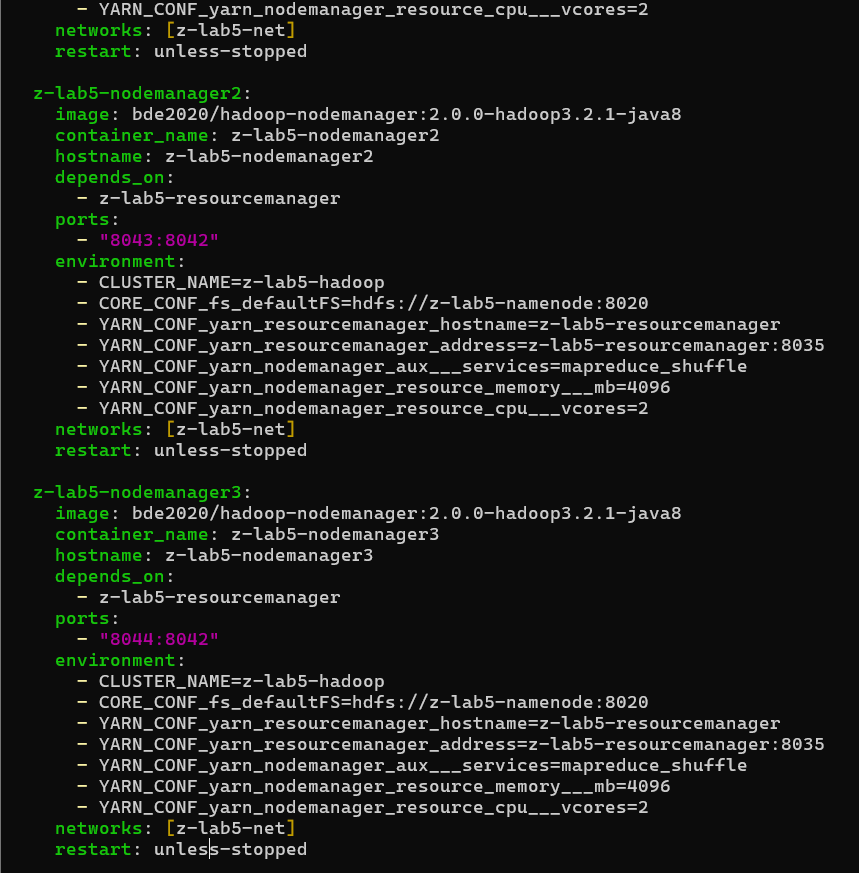 - YARN_CONF_yarn_nodemanager_resource_cpu___vcores=2
networks: [z-lab5-net]
restart: unless-stopped
z-lab5-nodemanager2:
image: bde2020/hadoop-nodemanager:2.0.0-hadoop3.2.1-java8
container_name: z-lab5-nodemanager2
hostname: z-lab5-nodemanager2
depends_on:
- z-lab5-resourcemanager
ports:
- "8043:8042"
environment:
- CLUSTER_NAME=z-lab5-hadoop
- CORE_CONF_fs_defaultFS=hdfs://z-lab5-namenode:8020
- YARN_CONF_yarn_resourcemanager_hostname=z-lab5-resourcemanager
- YARN_CONF_yarn_resourcemanager_address=z-lab5-resourcemanager:8035
- YARN_CONF_yarn_nodemanager_aux___services=mapreduce_shuffle
- YARN_CONF_yarn_nodemanager_resource_memory___mb=4096
- YARN_CONF_yarn_nodemanager_resource_cpu___vcores=2
networks: [z-lab5-net]
restart: unless-stopped
z-lab5-nodemanager3:
image: bde2020/hadoop-nodemanager:2.0.0-hadoop3.2.1-java8
container_name: z-lab5-nodemanager3
hostname: z-lab5-nodemanager3
depends_on:
- z-lab5-resourcemanager
ports:
- "8044:8042"
environment:
- CLUSTER_NAME=z-lab5-hadoop
- CORE_CONF_fs_defaultFS=hdfs://z-lab5-namenode:8020
- YARN_CONF_yarn_resourcemanager_hostname=z-lab5-resourcemanager
- YARN_CONF_yarn_resourcemanager_address=z-lab5-resourcemanager:8035
- YARN_CONF_yarn_nodemanager_aux___services=mapreduce_shuffle
- YARN_CONF_yarn_nodemanager_resource_memory___mb=4096
- YARN_CONF_yarn_nodemanager_resource_cpu___vcores=2
networks: [z-lab5-net]
restart: unless-stopped